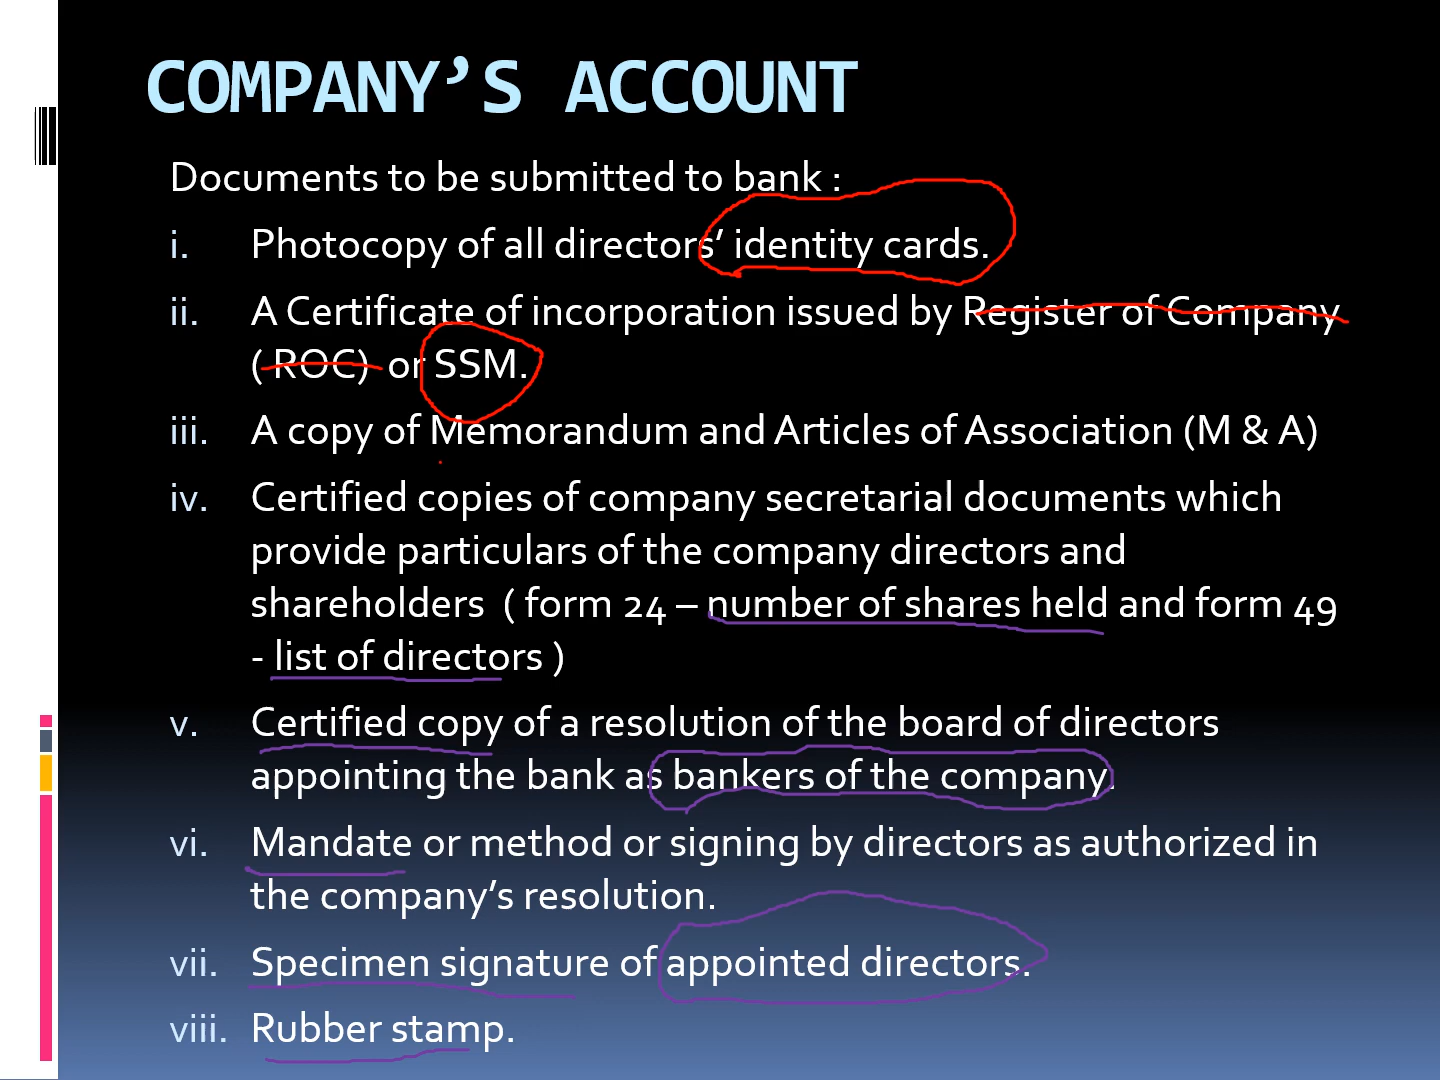 COMPANY’S ACCOUNT
Documents to be submitted to bank :
i. Photocopy of all directors’ identity cards.
ii. A Certificate of incorporation issued by Register of Company
( ROC) or SSM.
iii. A copy of Memorandum and Articles of Association (M & A)
iv. Certified copies of company secretarial documents which
provide particulars of the company directors and
shareholders ( form 24 – number of shares held and form 49
- list of directors )
v. Certified copy of a resolution of the board of directors
appointing the bank as bankers of the company.
vi. Mandate or method or signing by directors as authorized in
the company’s resolution.
vii. Specimen signature of appointed directors.
viii. Rubber stamp.